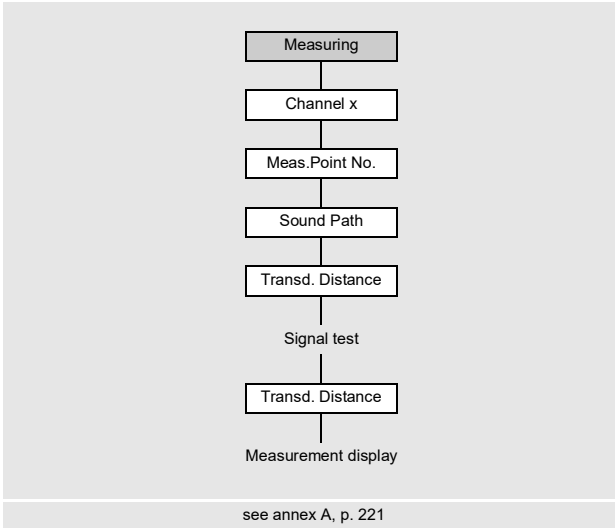 Measuring
Channel x
Meas.Point No.
Sound Path
Transd. Distance
Signal test
Transd. Distance
Measurement display
see annex A, p. 221